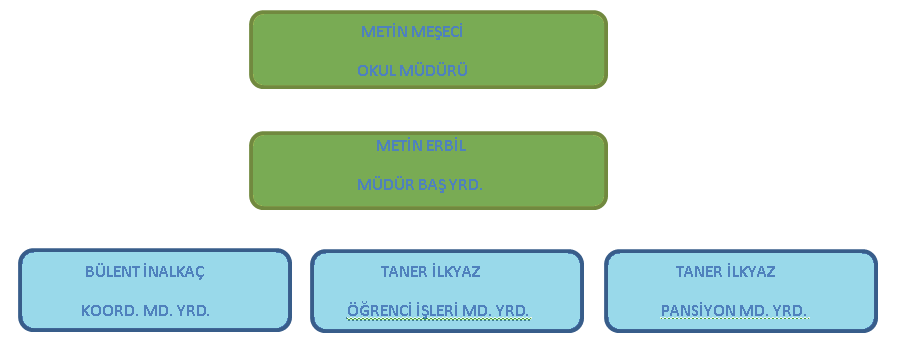 METİN MEŞECİ
OKUL MÜDÜRÜ
METİN ERBİL
MÜDÜR BAŞ YRD.
BÜLENT İNALKAÇ
KOORD. MD. YRD.
TANER İLKYAZ
ÖĞRENCİ İŞLERİ MD. YRD.
TANER İLKYAZ
PANSİYON MD. YRD.